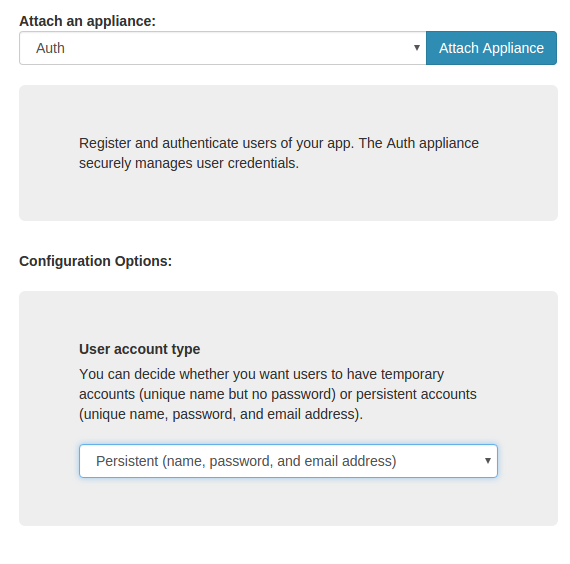 Attach an appliance:
Auth
Attach Appliance
Register and authenticate users of your app. The Auth appliance
securely manages user credentials.
Configuration Options:
User account type
You can decide whether you want users to have temporary
accounts (unique name but no password) or persistent accounts
(unique name, password, and email address).
Persistent (name, password, and email address)